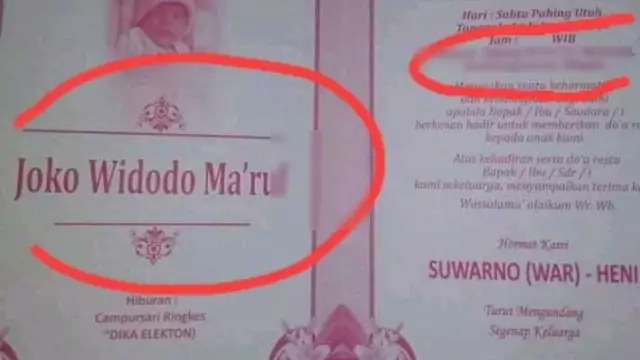 Joko Widodo Ma'ru
Hiburan :
Campursari Ringkes
"DIKA ELEKTON)
Hari : Sabtu Pahing Utuh
Jam : WIB
apabila Bapak / Ibu / Saudara / i
berkenan hadir untuk memberikan do'a re
kepada anak kami
Atas kehadiran serta do'a restu
Bapak / Ibu / Sdr / i
kami sekeluarga, menyampaikan terima k
Wassalamu' alaikum Wr. Wb.
Hormat Kami
SUWARNO (WAR) - HENI
Turut Mengundang
Segenap Keluarga